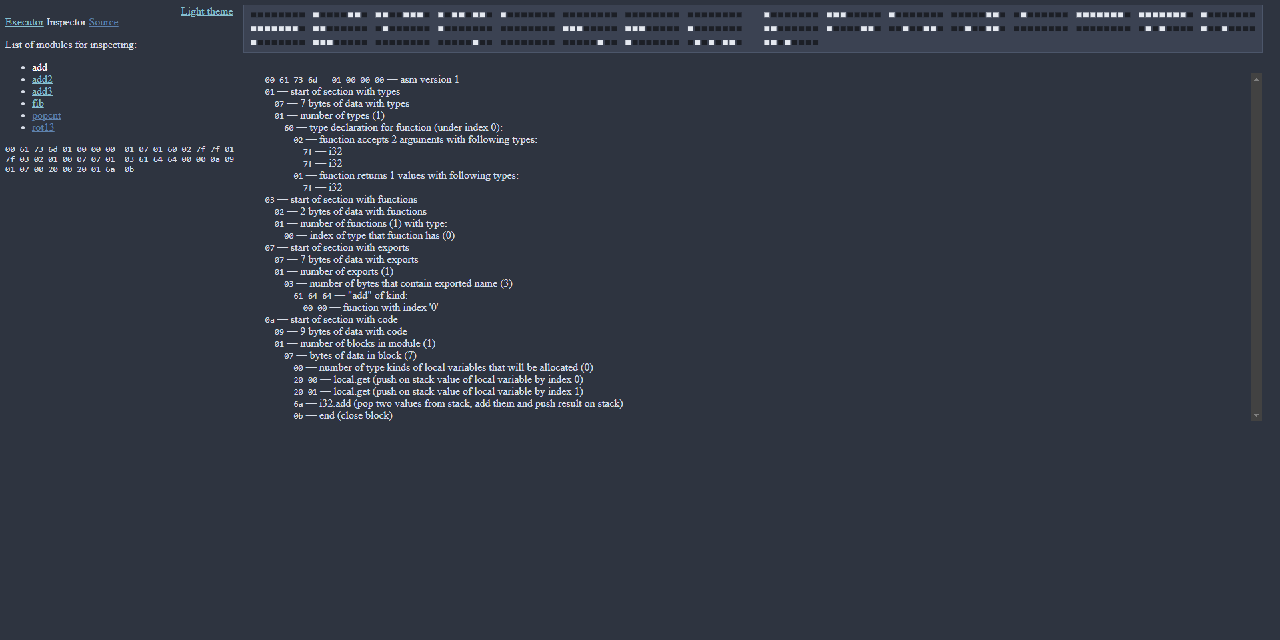 Light theme
Executor Inspector Source
List of modules for inspecting:
add
add2
add3
fib
popcnt
rot13
00 61 73 6d 01 00 00 00 01 07 01 60 02 7f 7f 01
7f 03 02 01 00 07 07 01 03 61 64 64 00 00 0a 09
01 07 00 20 00 20 01 6a 0b
00 61 73 6d 01 00 00 00 — asm version 1
01 — start of section with types
07 — 7 bytes of data with types
01 — number of types (1)
60 — type declaration for function (under index 0):
02 — function accepts 2 arguments with following types:
7f — i32
7f — i32
01 — function returns 1 values with following types:
7f — i32
03 — start of section with functions
02 — 2 bytes of data with functions
01 — number of functions (1) with type:
00 — index of type that function has (0)
07 — start of section with exports
07 — 7 bytes of data with exports
01 — number of exports (1)
03 — number of bytes that contain exported name (3)
61 64 64 — "add" of kind:
00 00 — function with index '0'
0a — start of section with code
09 — 9 bytes of data with code
01 — number of blocks in module (1)
07 — bytes of data in block (7)
00 — number of type kinds of local variables that will be allocated (0)
20 00 — local.get (push on stack value of local variable by index 0)
20 01 — local.get (push on stack value of local variable by index 1)
6a — i32.add (pop two values from stack, add them and push result on stack)
0b — end (close block)